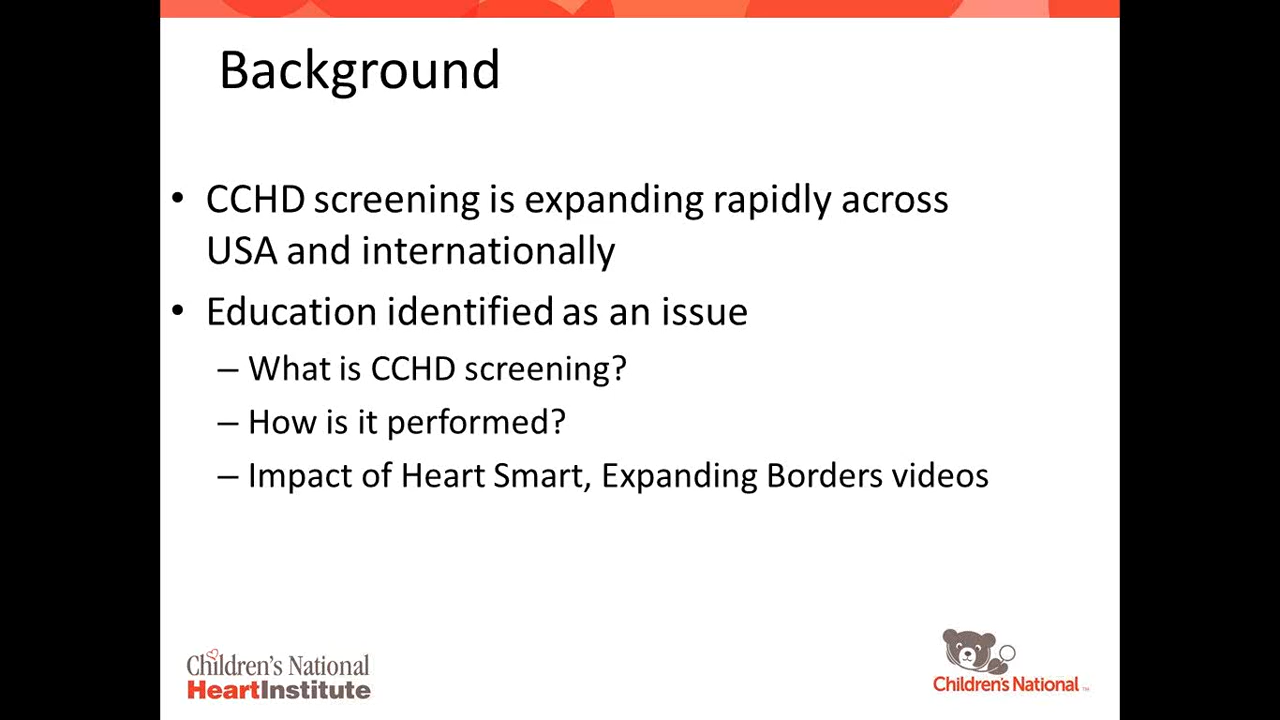 Background
• CCHD screening is expanding rapidly across
USA and internationally
• Education identified as an issue
– What is CCHD screening?
– How is it performed?
– Impact of Heart Smart, Expanding Borders videos
Children's National
HeartInstitute
Children's National TM